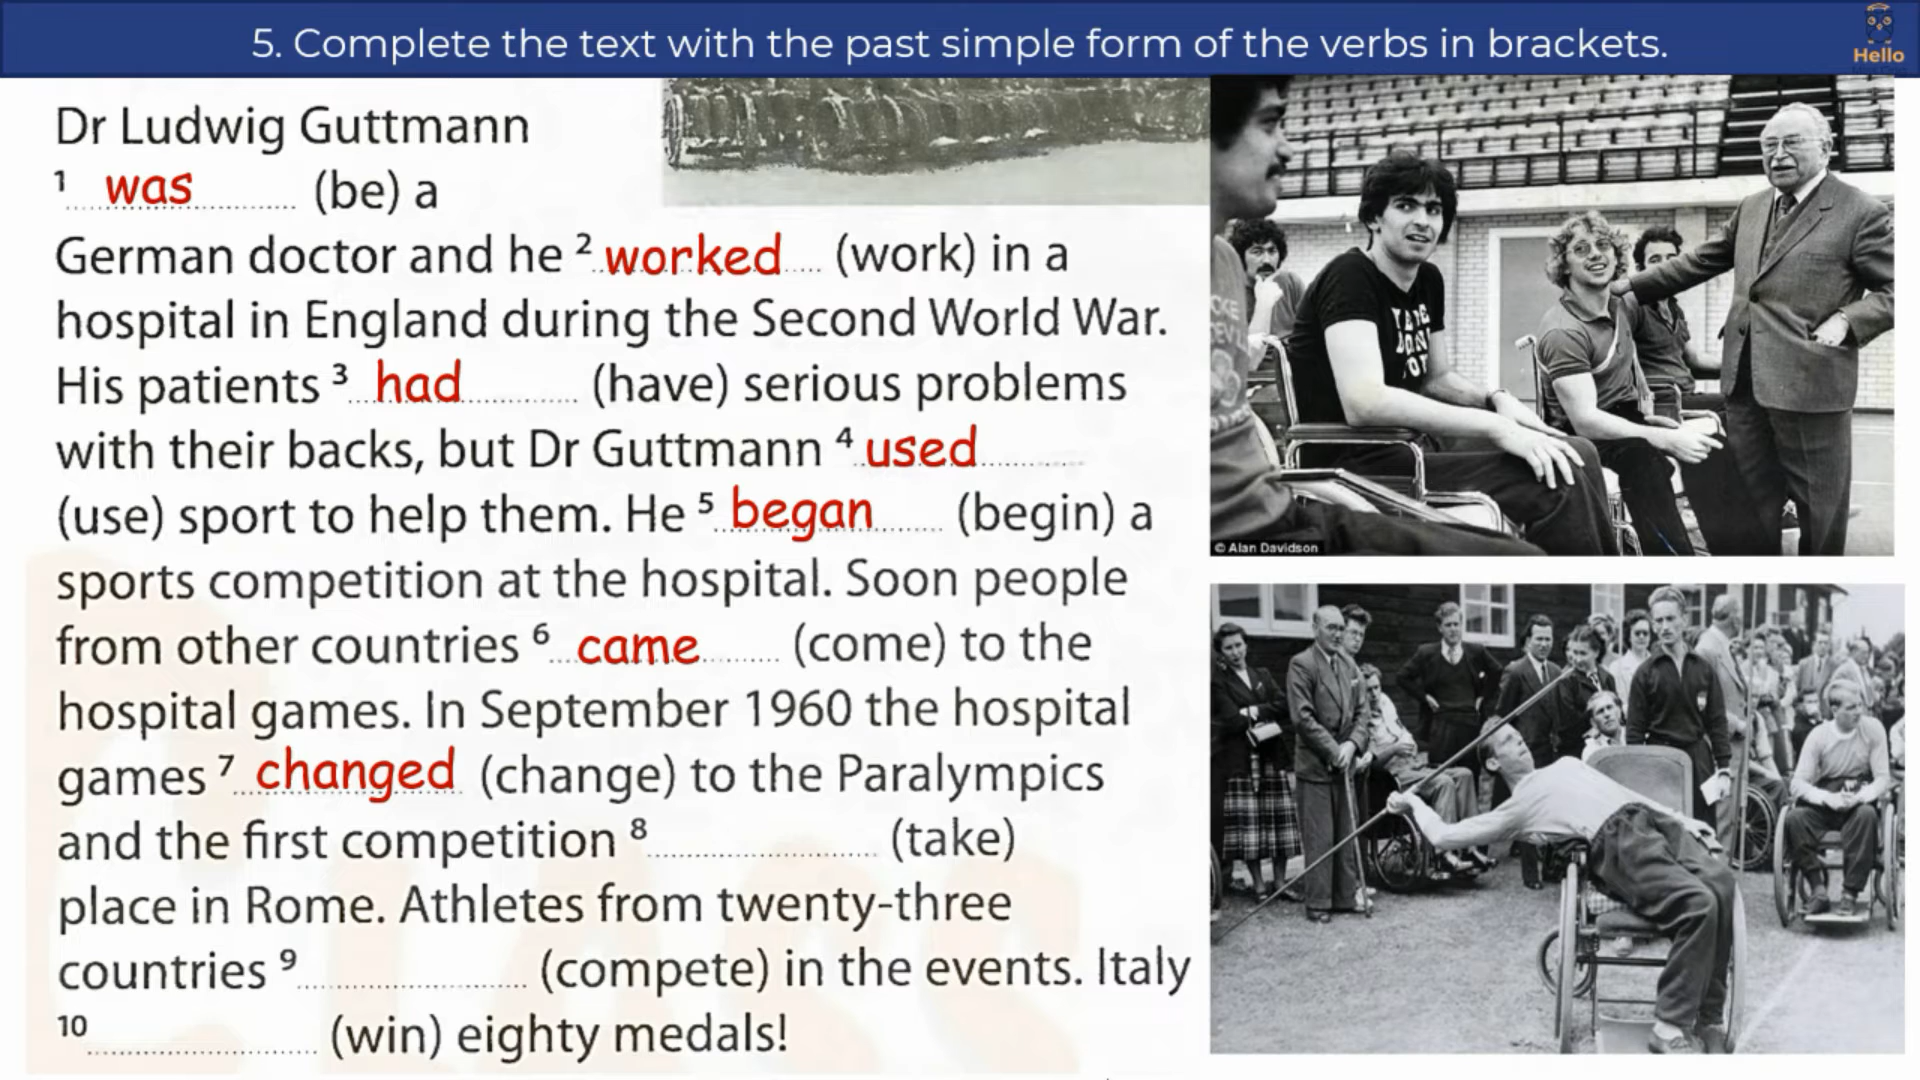 5. Complete the text with the past simple form of the verbs in brackets.
Hello
Dr Ludwig Guttmann
1 was (be) a
German doctor and he 2 worked (work) in a
hospital in England during the Second World War.
His patients 3 had (have) serious problems
with their backs, but Dr Guttmann 4 used
(use) sport to help them. He 5 began (begin) a
sports competition at the hospital. Soon people
from other countries 6 came (come) to the
hospital games. In September 1960 the hospital
games 7 changed (change) to the Paralympics
and the first competition 8 (take)
place in Rome. Athletes from twenty-three
countries 9 (compete) in the events. Italy
10 (win) eighty medals!
© Alan Davidson